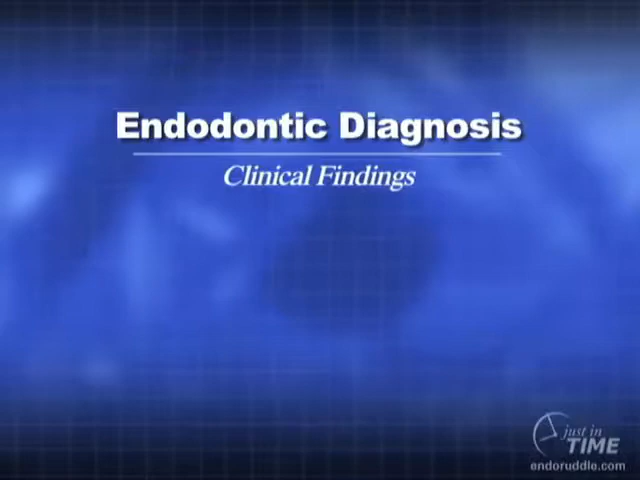 Endodontic Diagnosis
Clinical Findings
just in
TIME
endoruddle.com